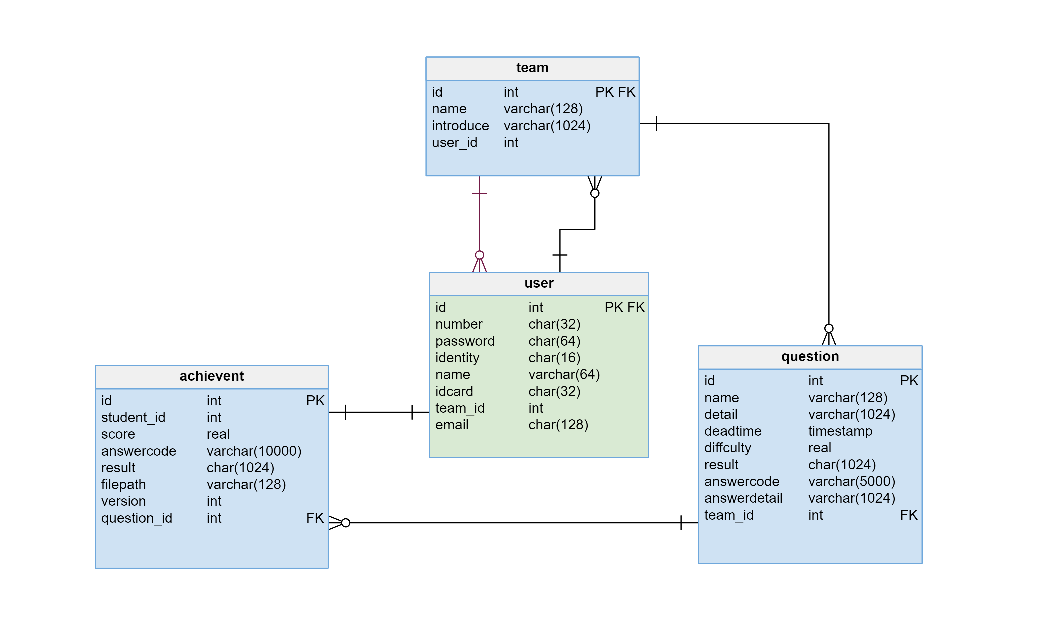 team
id int PK FK
name varchar(128)
introduce varchar(1024)
user_id int
user
id int PK FK
number char(32)
password char(64)
identity char(16)
name varchar(64)
idcard char(32)
team_id int
email char(128)
question
id int PK
name varchar(128)
detail varchar(1024)
deadtime timestamp
diffculty real
result char(1024)
answercode varchar(5000)
answerdetail varchar(1024)
team_id int FK
achievent
id int PK
student_id int
score real
answercode varchar(10000)
result char(1024)
filepath varchar(128)
version int
question_id int FK